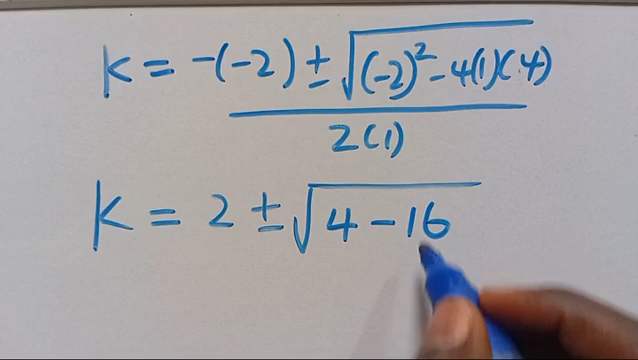 K = -(-2) ± √(-2)² - 4(1)(4)
2(1)
K = 2 ± √4 - 16